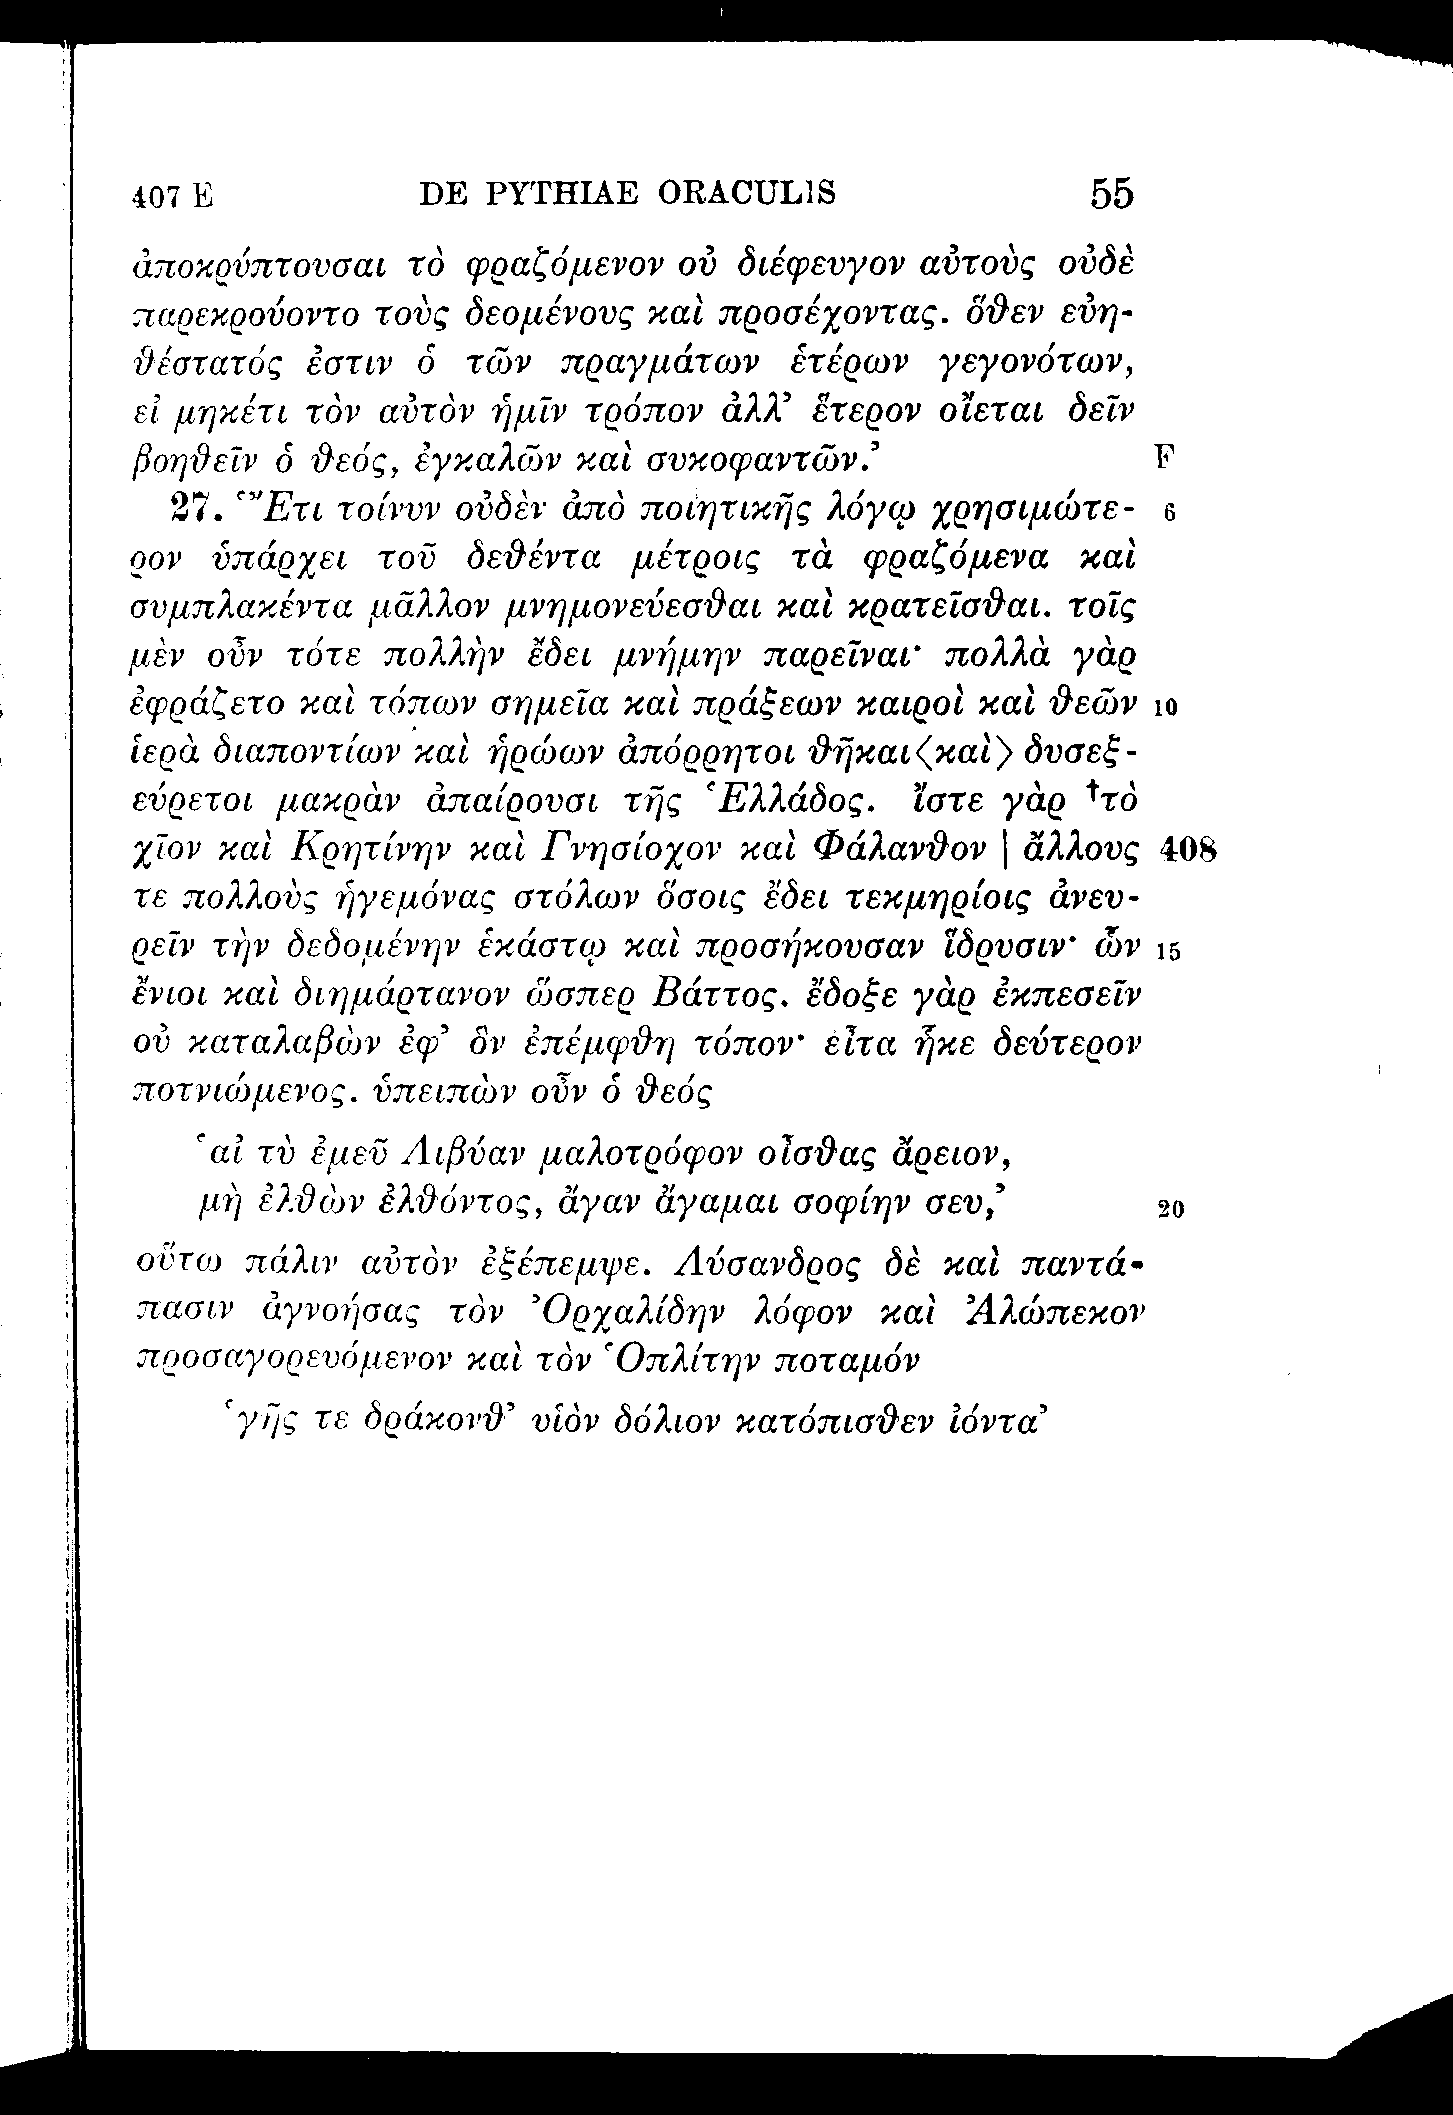 407 E DE PYTHIAE ORACULIS 55
ἀποκρύπτουσαι τὸ φραζόμενον οὐ διέφευγον αὐτοὺς οὐδὲ
παρεκρούοντο τοὺς δεομένους καὶ προσέχοντας. ὅθεν εὐη-
θέστατός ἐστιν ὁ τῶν πραγμάτων ἑτέρων γεγονότων,
εἰ μηκέτι τὸν αὐτὸν ἡμῖν τρόπον ἀλλ’ ἕτερον οἴεται δεῖν
βοηθεῖν ὁ θεός, ἐγκαλῶν καὶ συκοφαντῶν.’ F
27. ‘Ἔτι τοίνυν οὐδὲν ἀπὸ ποιητικῆς λόγῳ χρησιμώτε- 6
ρον ὑπάρχει τοῦ δεθέντα μέτροις τὰ φραζόμενα καὶ
συμπλακέντα μᾶλλον μνημονεύεσθαι καὶ κρατεῖσθαι. τοῖς
μὲν οὖν τότε πολλὴν ἔδει μνήμην παρεῖναι· πολλὰ γὰρ
ἐφράζετο καὶ τόπων σημεῖα καὶ πράξεων καιροὶ καὶ θεῶν 10
ἱερὰ διαποντίων καὶ ἡρώων ἀπόρρητοι θῆκαι ⟨καὶ⟩ δυσεξ-
εύρετοι μακρὰν ἀπαίρουσι τῆς Ἑλλάδος. ἴστε γὰρ †τὸ
χῖον καὶ Κρητίνην καὶ Γνησίοχον καὶ Φάλανθον | ἄλλους 408
τε πολλοὺς ἡγεμόνας στόλων ὅσοις ἔδει τεκμηρίοις ἀνευ-
ρεῖν τὴν δεδομένην ἑκάστῳ καὶ προσήκουσαν ἵδρυσιν· ὧν 15
ἔνιοι καὶ διημάρτανον ὥσπερ Βάττος. ἔδοξε γὰρ ἐκπεσεῖν
οὐ καταλαβὼν ἐφ’ ὃν ἐπέμφθη τόπον· εἶτα ἧκε δεύτερον
ποτνιώμενος. ὑπειπὼν οὖν ὁ θεός
‘αἰ τὺ ἐμεῦ Λιβύαν μαλοτρόφον οἶσθας ἄρειον,
μὴ ἐλθὼν ἐλθόντος, ἄγαν ἄγαμαι σοφίην σευ,’ 20
οὕτω πάλιν αὐτὸν ἐξέπεμψε. Λύσανδρος δὲ καὶ παντά-
πασιν ἀγνοήσας τὸν Ὀρχαλίδην λόφον καὶ Ἀλώπεκον
προσαγορευόμενον καὶ τὸν Ὁπλίτην ποταμόν
‘γῆς τε δράκονθ’ υἱὸν δόλιον κατόπισθεν ἰόντα’